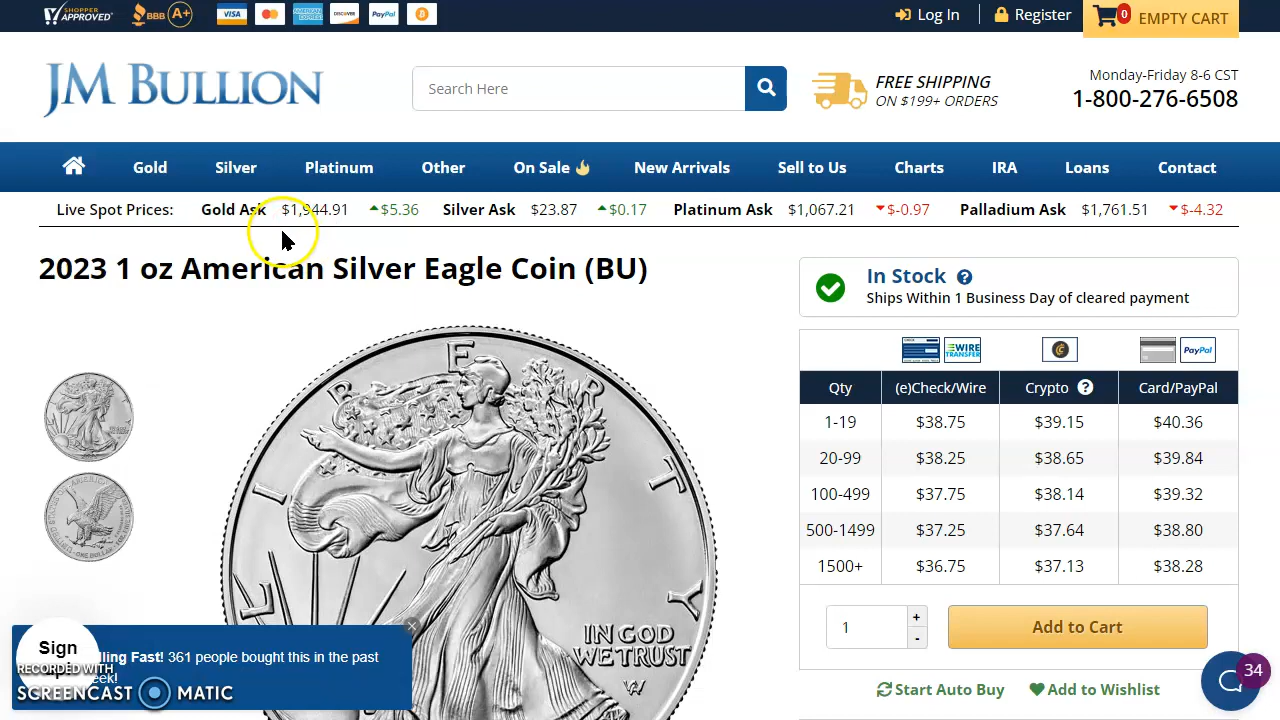 SHOPPER APPROVED BBB A+ VISA AMERICAN EXPRESS DISCOVER PayPal Log In Register 0 EMPTY CART
JM BULLION
Search Here
FREE SHIPPING
ON $199+ ORDERS
Monday-Friday 8-6 CST
1-800-276-6508
Gold Silver Platinum Other On Sale New Arrivals Sell to Us Charts IRA Loans Contact
Live Spot Prices: Gold Ask $1,944.91 $5.36 Silver Ask $23.87 $0.17 Platinum Ask $1,067.21 $-0.97 Palladium Ask $1,761.51 $-4.32
2023 1 oz American Silver Eagle Coin (BU)
LIBERTY
IN GOD
WE TRUST
In Stock ?
Ships Within 1 Business Day of cleared payment
WIRE TRANSFER PayPal
Qty (e)Check/Wire Crypto ? Card/PayPal
1-19 $38.75 $39.15 $40.36
20-99 $38.25 $38.65 $39.84
100-499 $37.75 $38.14 $39.32
500-1499 $37.25 $37.64 $38.80
1500+ $36.75 $37.13 $38.28
1 + - Add to Cart
Start Auto Buy Add to Wishlist
34
Sign
lling Fast! 361 people bought this in the past
eek!
RECORDED WITH
SCREENCAST MATIC